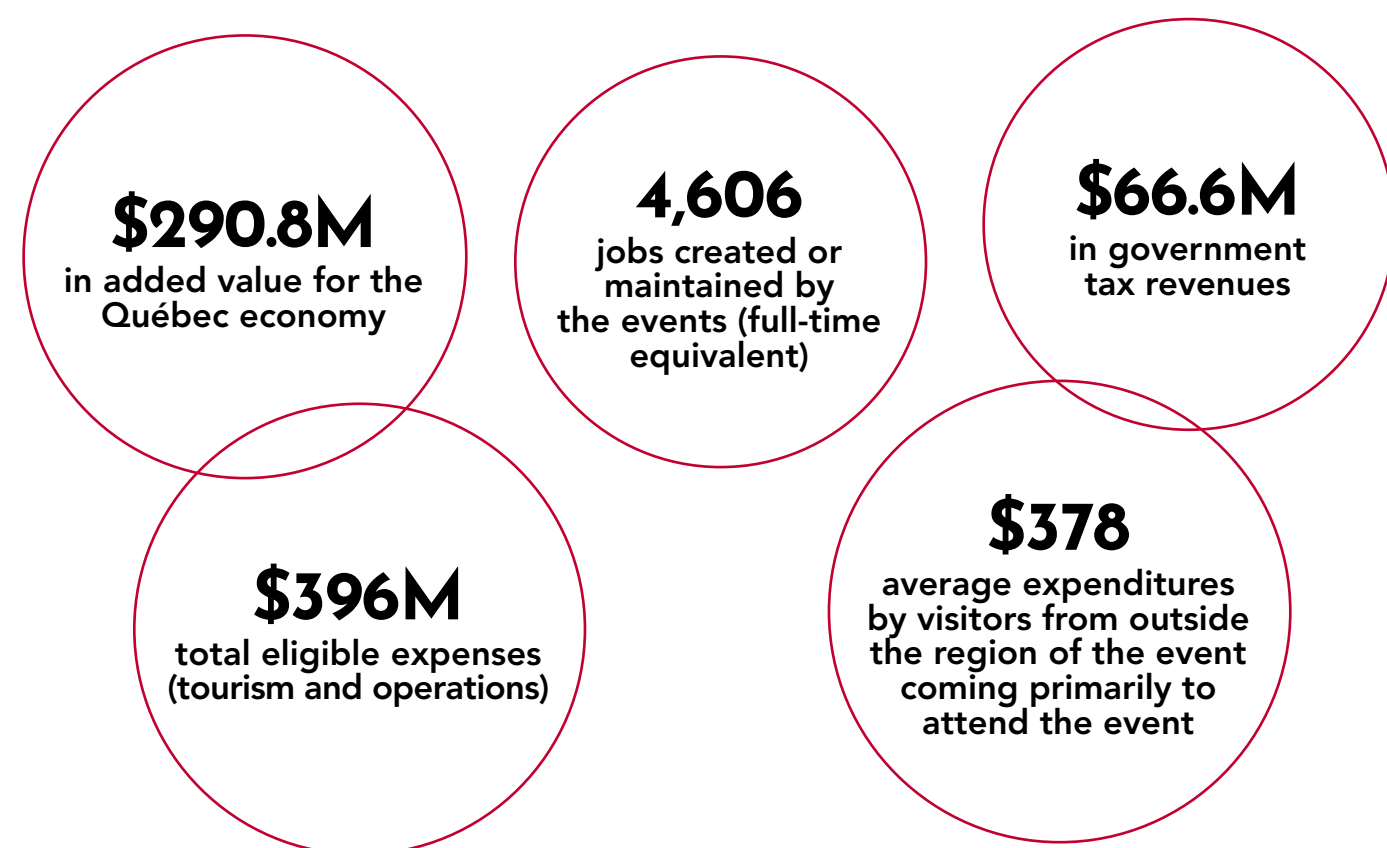 $290.8M
in added value for the
Québec economy
4,606
jobs created or
maintained by
the events (full-time
equivalent)
$66.6M
in government
tax revenues
$396M
total eligible expenses
(tourism and operations)
$378
average expenditures
by visitors from outside
the region of the event
coming primarily to
attend the event